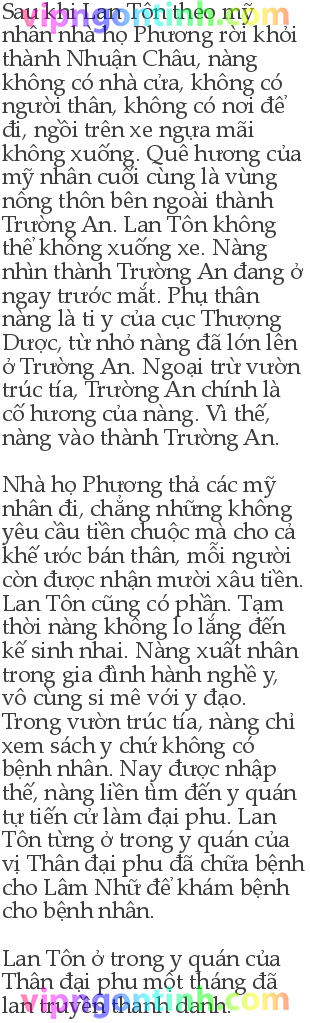 Sau khi Lan Tôn theo mỹ
nhân nhà họ Phương rời khỏi
thành Nhuận Châu, nàng
không có nhà cửa, không có
người thân, không có nơi để
đi, ngồi trên xe ngựa mãi
không xuống. Quê hương của
mỹ nhân cuối cùng là vùng
nông thôn bên ngoài thành
Trường An. Lan Tôn không
thể không xuống xe. Nàng
nhìn thành Trường An đang ở
ngay trước mắt. Phụ thân
nàng là ti y của cục Thượng
Dược, từ nhỏ nàng đã lớn lên
ở Trường An. Ngoại trừ vườn
trúc tía, Trường An chính là
cố hương của nàng. Vì thế,
nàng vào thành Trường An.
Nhà họ Phương thả các mỹ
nhân đi, chẳng những không
yêu cầu tiền chuộc mà cho cả
khế ước bán thân, mỗi người
còn được nhận mười xâu tiền.
Lan Tôn cũng có phần. Tạm
thời nàng không lo lắng đến
kế sinh nhai. Nàng xuất nhân
trong gia đình hành nghề y,
vô cùng si mê với y đạo.
Trong vườn trúc tía, nàng chỉ
xem sách y chứ không có
bệnh nhân. Nay được nhập
thế, nàng liền tìm đến y quán
tự tiến cử làm đại phu. Lan
Tôn từng ở trong y quán của
vị Thân đại phu đã chữa bệnh
cho Lâm Nhữ để khám bệnh
cho bệnh nhân.
Lan Tôn ở trong y quán của
Thân đại phu một tháng đã
lan truyền thanh danh.
vipngontinh.com
vipngontinh.com